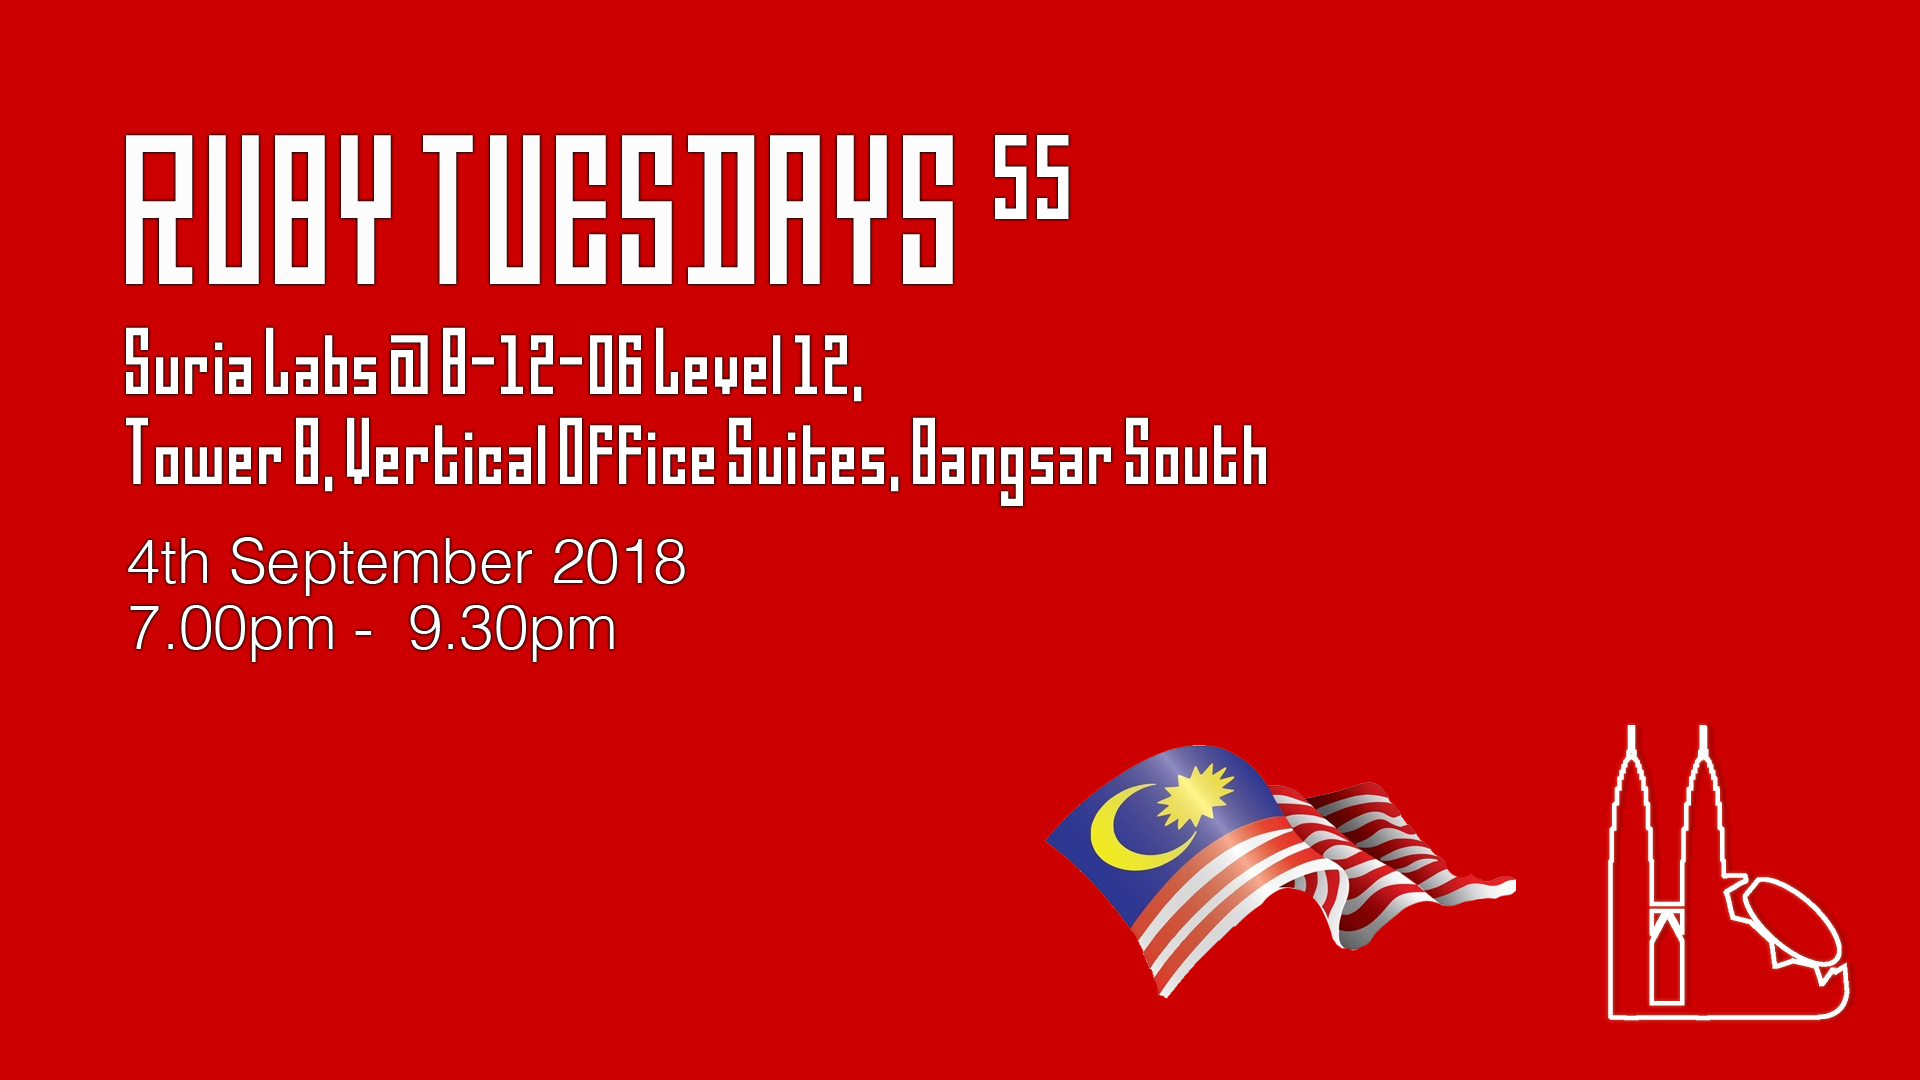 RUBY TUESDAYS 55
Suria Labs @ 8-12-06 Level 12,
Tower 8, Vertical Office Suites, Bangsar South
4th September 2018
7.00pm - 9.30pm